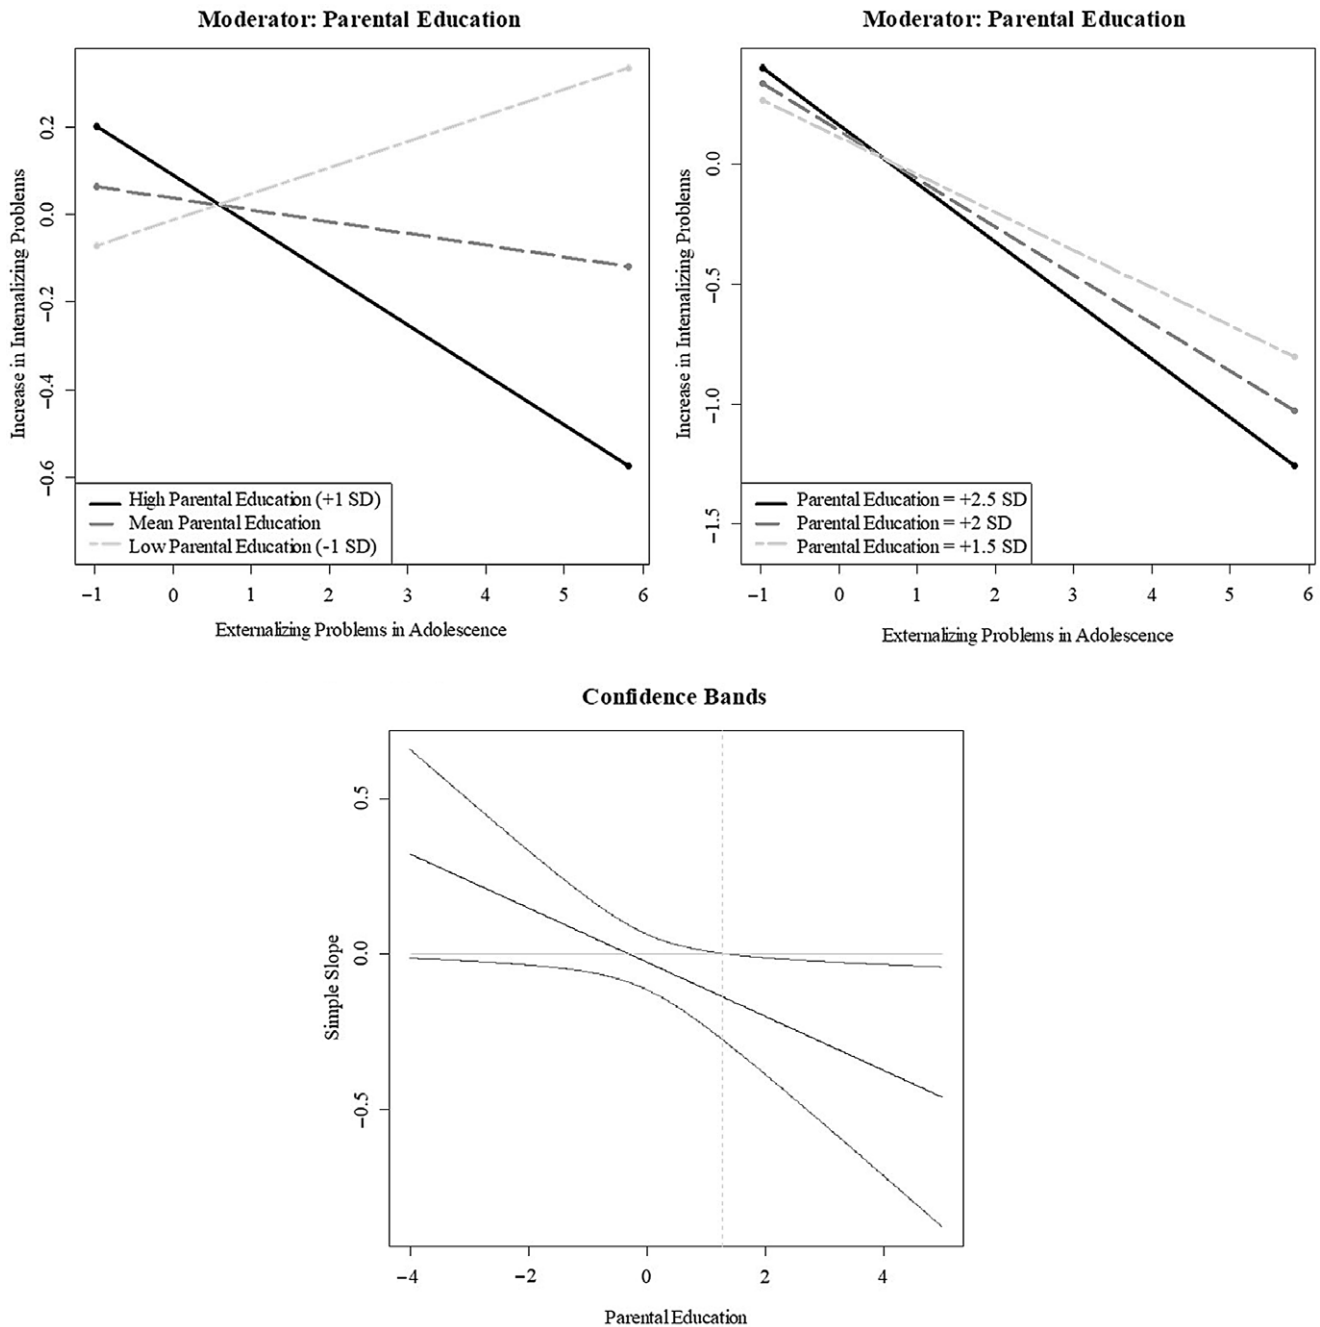 Moderator: Parental Education
Increase in Internalizing Problems
0.2
0.0
−0.2
−0.4
−0.6
High Parental Education (+1 SD)
Mean Parental Education
Low Parental Education (-1 SD)
−1 0 1 2 3 4 5 6
Externalizing Problems in Adolescence
Moderator: Parental Education
Increase in Internalizing Problems
0.0
−0.5
−1.0
−1.5
Parental Education = +2.5 SD
Parental Education = +2 SD
Parental Education = +1.5 SD
−1 0 1 2 3 4 5 6
Externalizing Problems in Adolescence
Confidence Bands
Simple Slope
0.5
0.0
−0.5
−4 −2 0 2 4
Parental Education